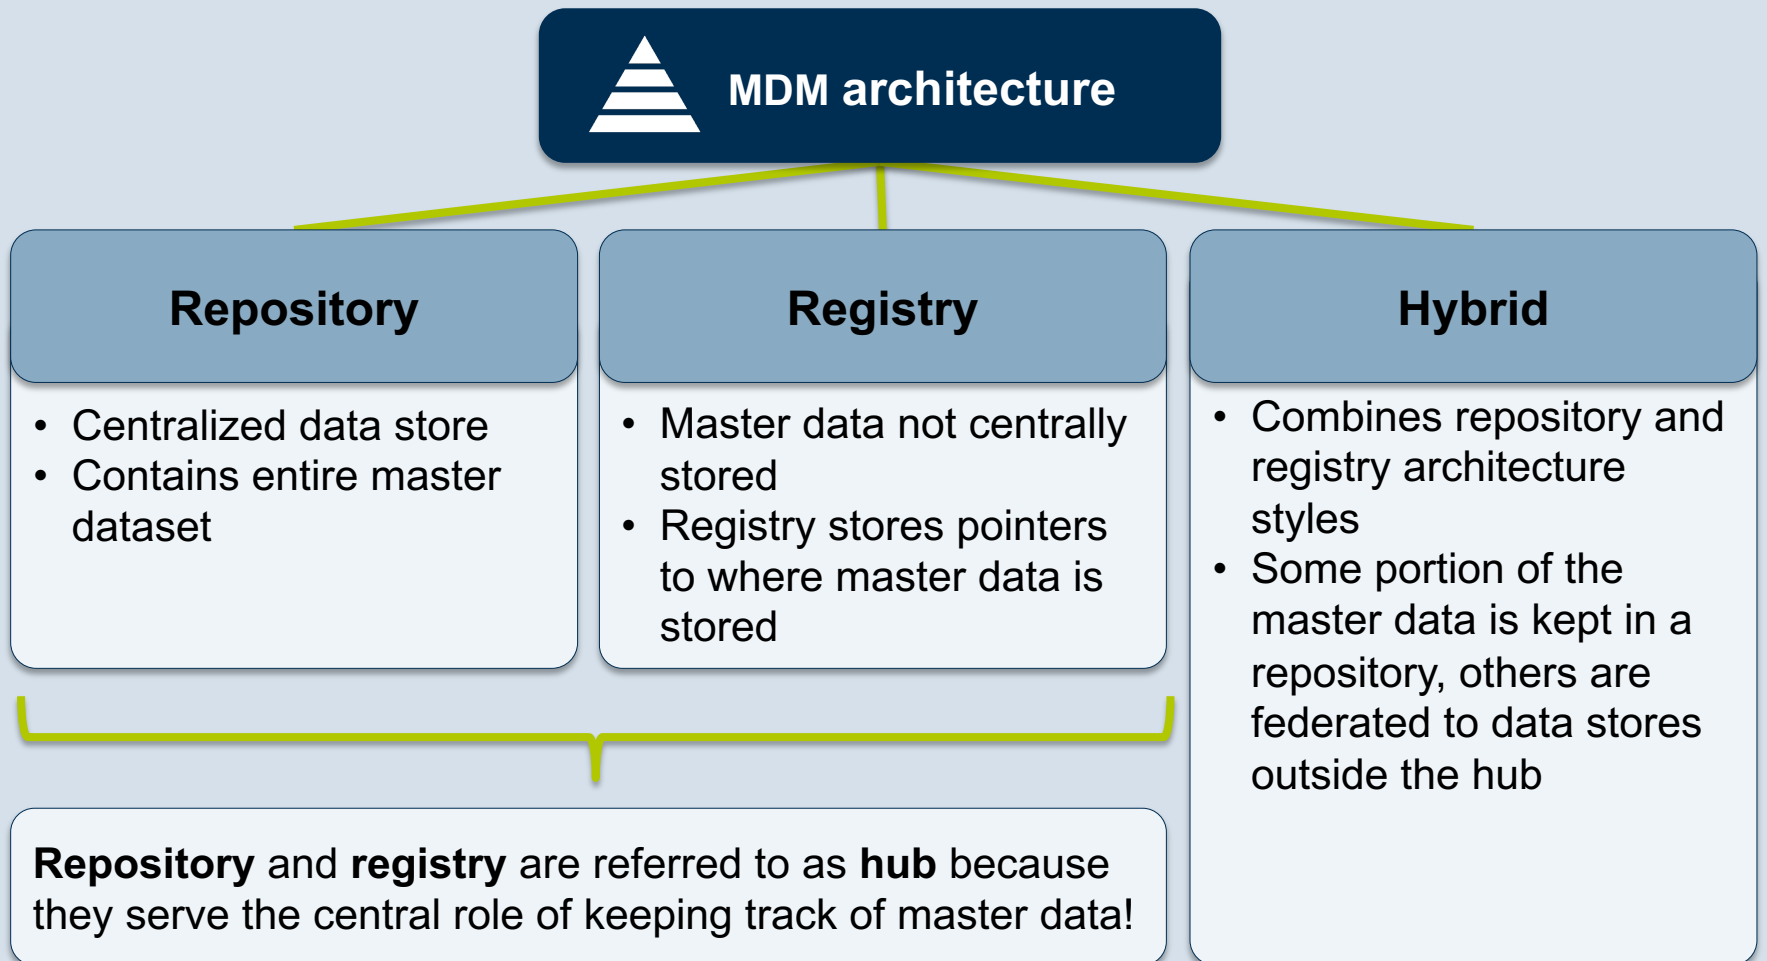 MDM architecture
Repository
• Centralized data store
• Contains entire master
dataset
Registry
• Master data not centrally
stored
• Registry stores pointers
to where master data is
stored
Hybrid
• Combines repository and
registry architecture
styles
• Some portion of the
master data is kept in a
repository, others are
federated to data stores
outside the hub
Repository and registry are referred to as hub because
they serve the central role of keeping track of master data!